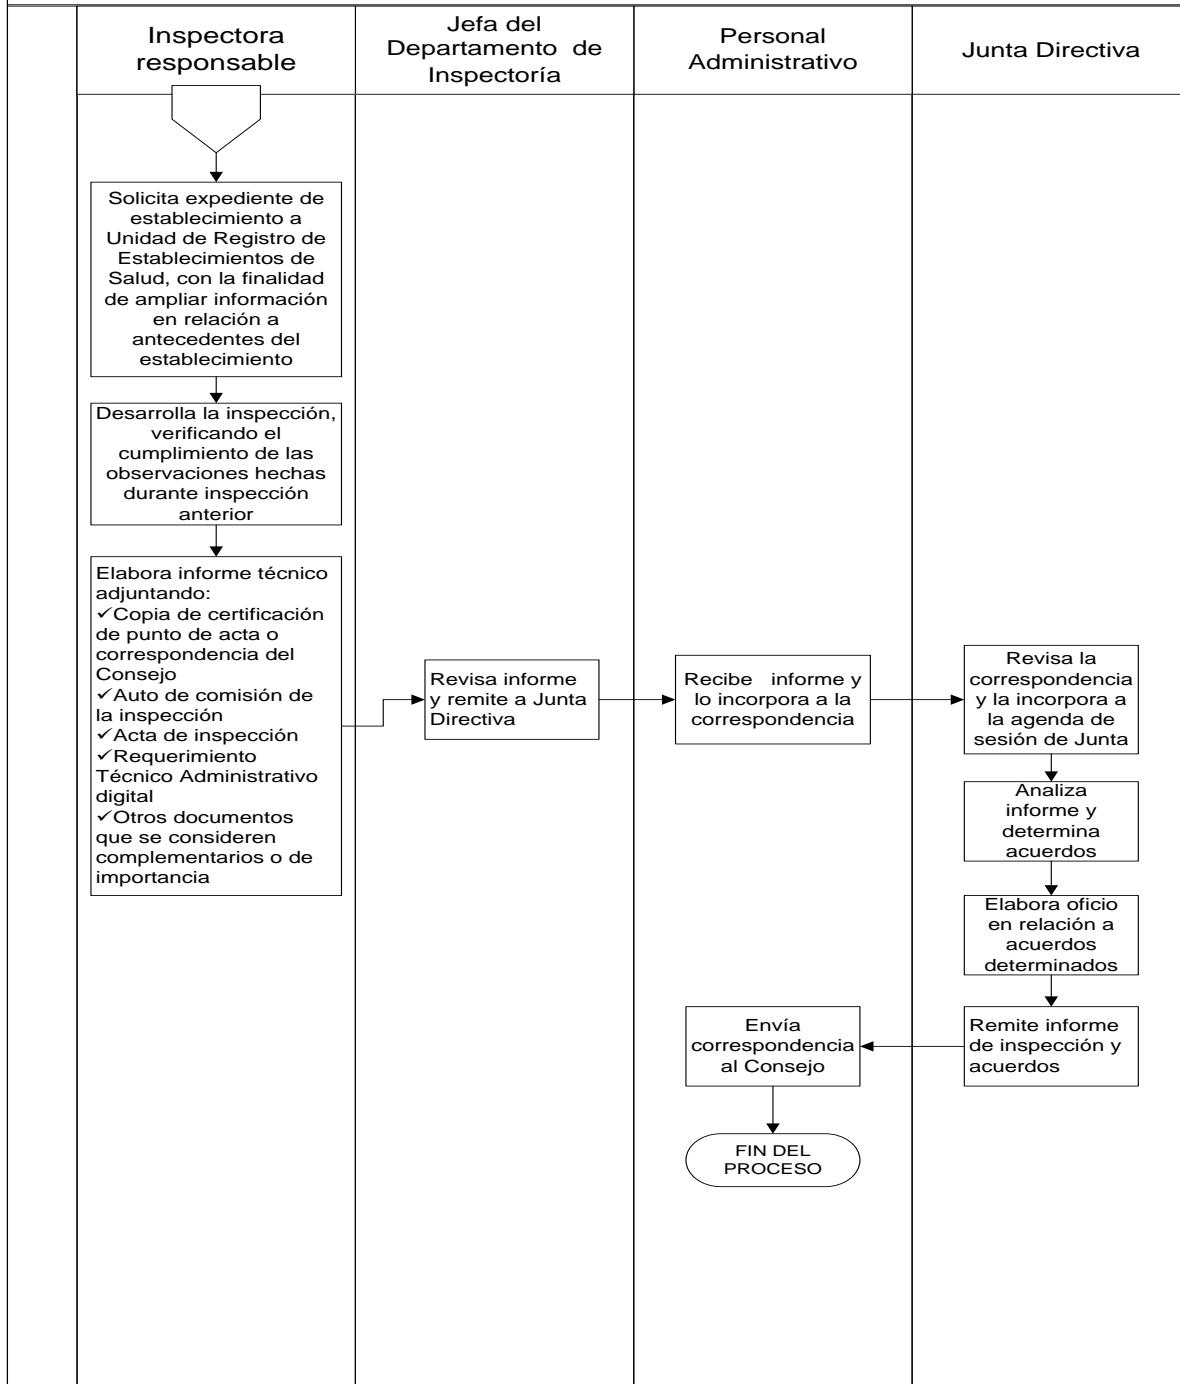 Inspectora
responsable
Jefa del
Departamento de
Inspectoría
Personal
Administrativo
Junta Directiva
Solicita expediente de
establecimiento a
Unidad de Registro de
Establecimientos de
Salud, con la finalidad
de ampliar información
en relación a
antecedentes del
establecimiento
Desarrolla la inspección,
verificando el
cumplimiento de las
observaciones hechas
durante inspección
anterior
Elabora informe técnico
adjuntando:
✓Copia de certificación
de punto de acta o
correspondencia del
Consejo
✓Auto de comisión de
la inspección
✓Acta de inspección
✓Requerimiento
Técnico Administrativo
digital
✓Otros documentos
que se consideren
complementarios o de
importancia
Revisa informe
y remite a Junta
Directiva
Recibe informe y
lo incorpora a la
correspondencia
Revisa la
correspondencia
y la incorpora a
la agenda de
sesión de Junta
Analiza
informe y
determina
acuerdos
Elabora oficio
en relación a
acuerdos
determinados
Remite informe
de inspección y
acuerdos
Envía
correspondencia
al Consejo
FIN DEL
PROCESO